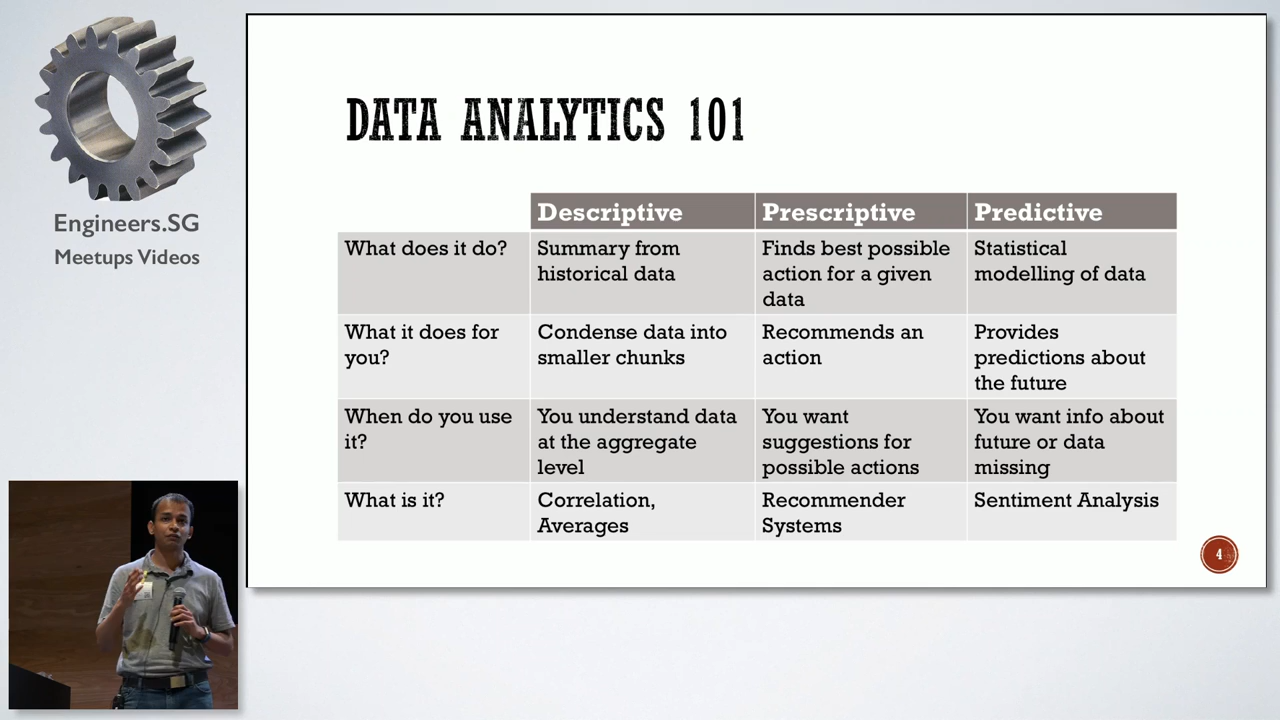 Engineers.SG
Meetups Videos
DATA ANALYTICS 101
Descriptive Prescriptive Predictive
What does it do?
Summary from
historical data
Finds best possible
action for a given
data
Statistical
modelling of data
What it does for
you?
Condense data into
smaller chunks
Recommends an
action
Provides
predictions about
the future
When do you use
it?
You understand data
at the aggregate
level
You want
suggestions for
possible actions
You want info about
future or data
missing
What is it?
Correlation,
Averages
Recommender
Systems
Sentiment Analysis
4